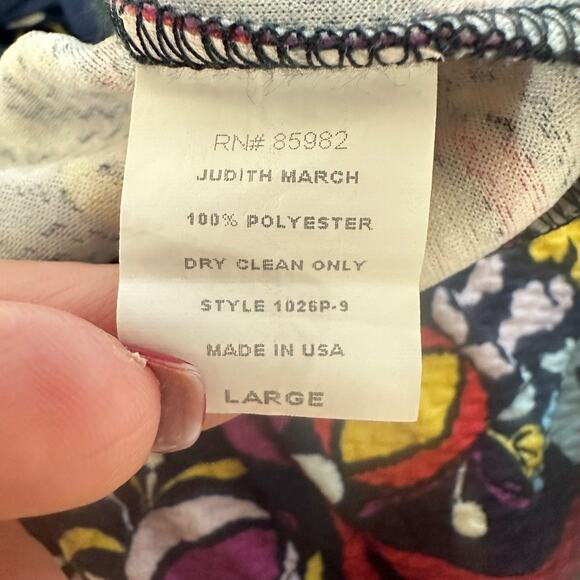 RN# 85982
JUDITH MARCH
100% POLYESTER
DRY CLEAN ONLY
STYLE 1026P-9
MADE IN USA
LARGE